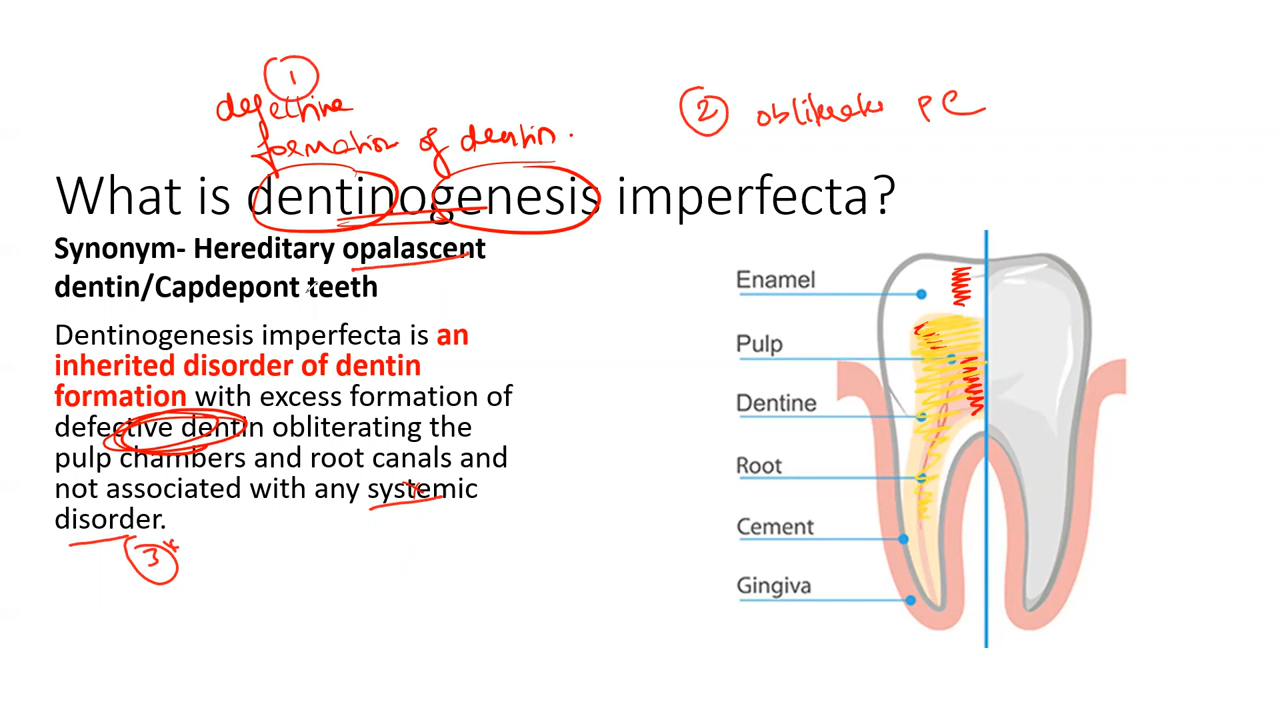 1
defective
formation of dentin.
2 obliterate PC
What is dentinogenesis imperfecta?
Synonym- Hereditary opalascent
dentin/Capdepont teeth
Dentinogenesis imperfecta is an
inherited disorder of dentin
formation with excess formation of
defective dentin obliterating the
pulp chambers and root canals and
not associated with any systemic
disorder.
3
Enamel
Pulp
Dentine
Root
Cement
Gingiva